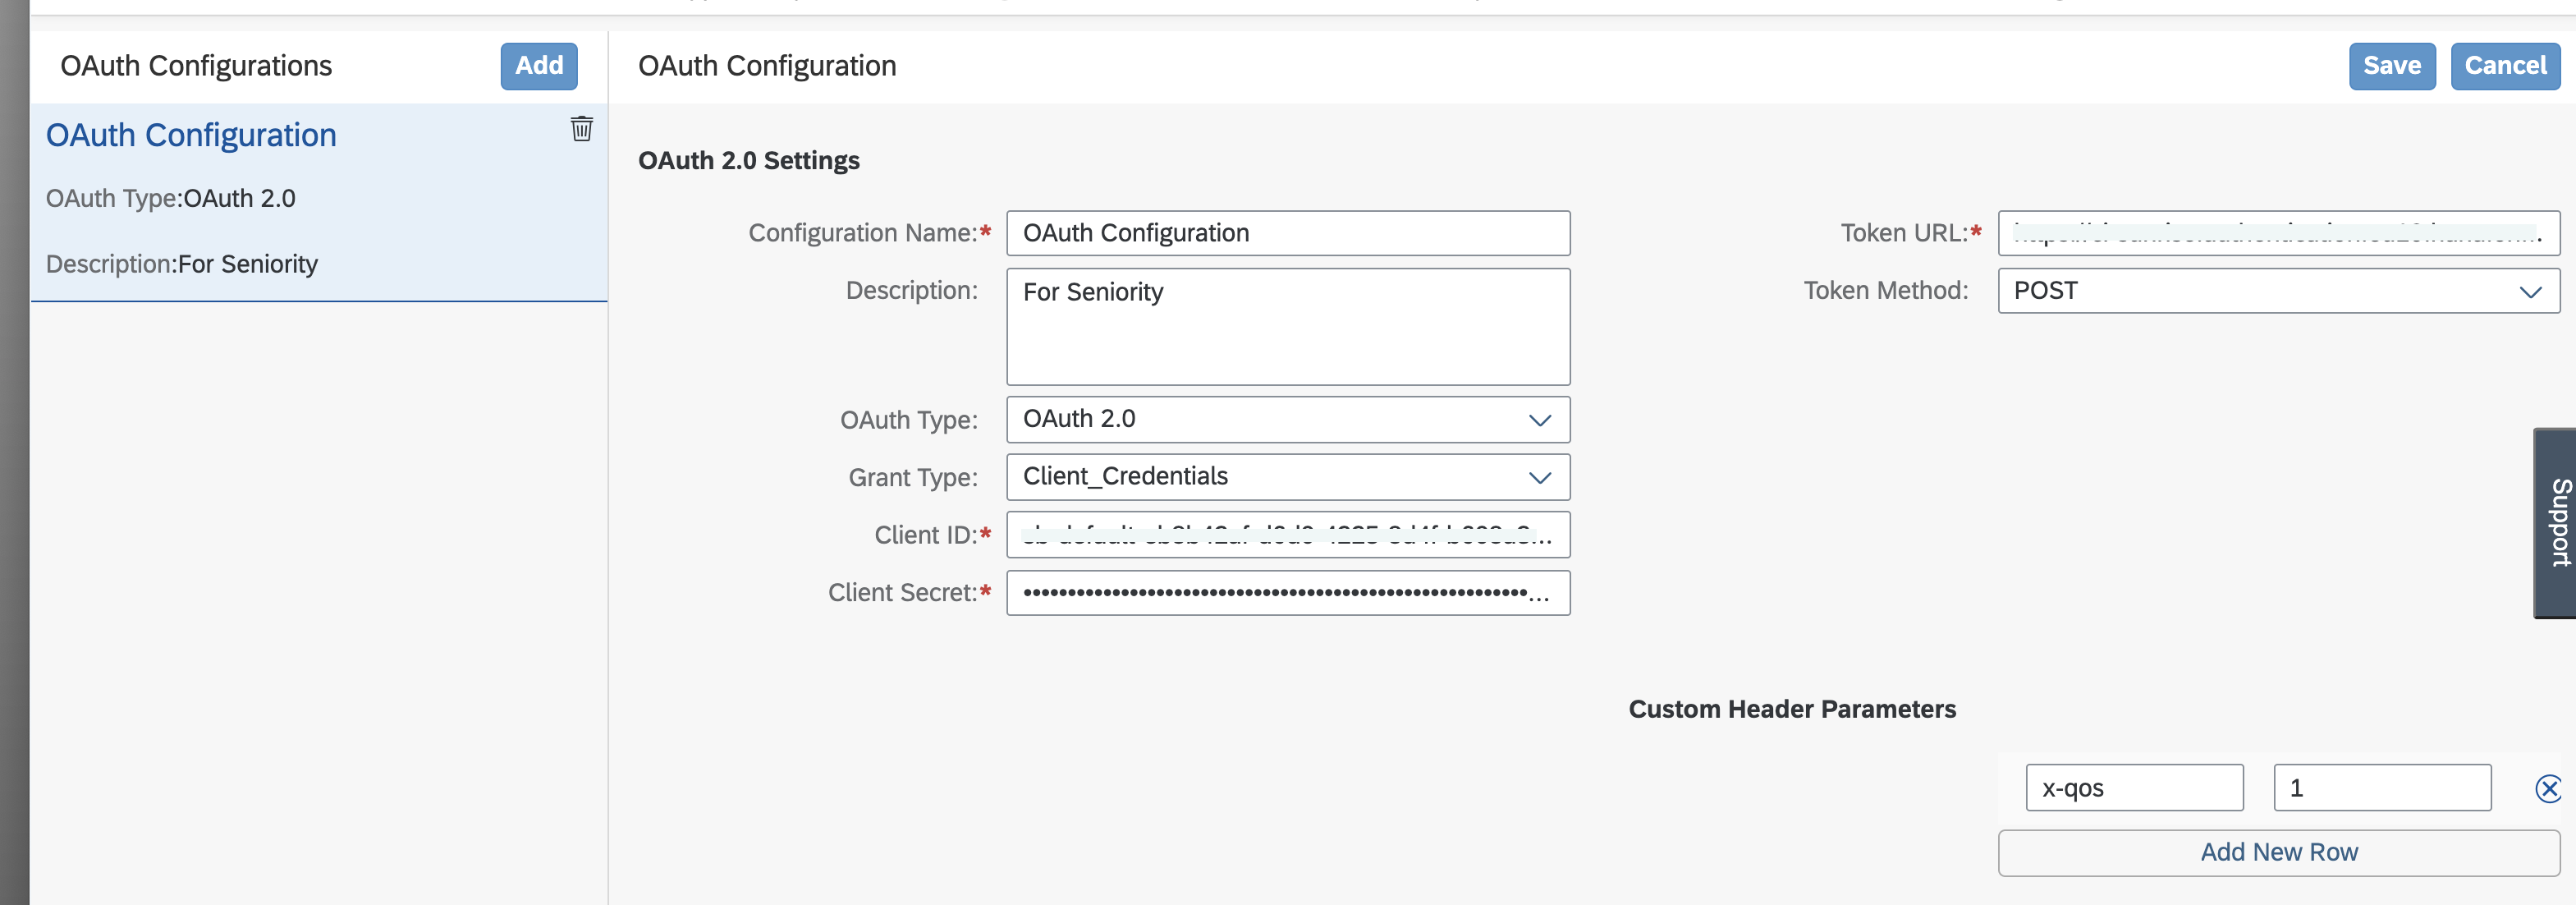 OAuth Configurations
Add
OAuth Configuration
OAuth Type:OAuth 2.0
Description:For Seniority
OAuth Configuration
Save
Cancel
OAuth 2.0 Settings
Configuration Name:*
OAuth Configuration
Description:
For Seniority
OAuth Type:
OAuth 2.0
Grant Type:
Client_Credentials
Client ID:*
Client Secret:*
••••••••••••••••••••••••••••••••••••••••••••••••••••••••...
Token URL:*
Token Method:
POST
Custom Header Parameters
x-qos
1
Add New Row
Support